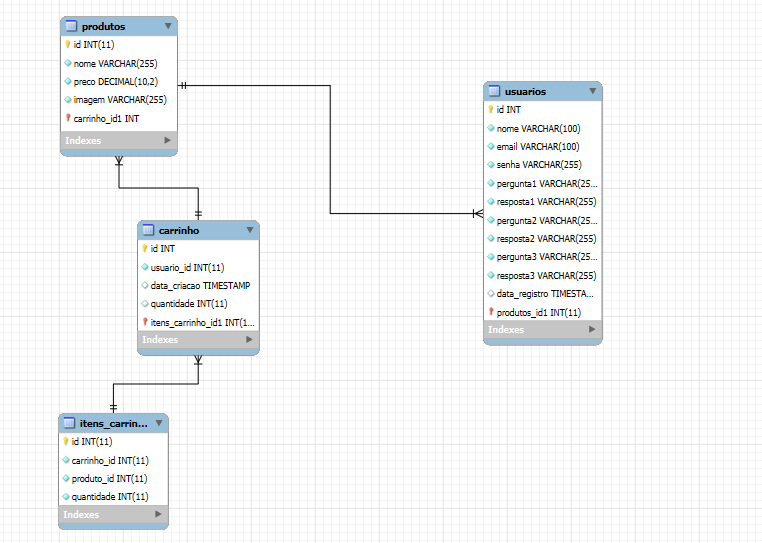 produtos
id INT(11)
nome VARCHAR(255)
preco DECIMAL(10,2)
imagem VARCHAR(255)
carrinho_id1 INT
Indexes
usuarios
id INT
nome VARCHAR(100)
email VARCHAR(100)
senha VARCHAR(255)
pergunta1 VARCHAR(25...
resposta1 VARCHAR(255)
pergunta2 VARCHAR(25...
resposta2 VARCHAR(255)
pergunta3 VARCHAR(25...
resposta3 VARCHAR(255)
data_registro TIMESTA...
produtos_id1 INT(11)
Indexes
carrinho
id INT
usuario_id INT(11)
data_criacao TIMESTAMP
quantidade INT(11)
itens_carrinho_id1 INT(1...
Indexes
itens_carrin...
id INT(11)
carrinho_id INT(11)
produto_id INT(11)
quantidade INT(11)
Indexes